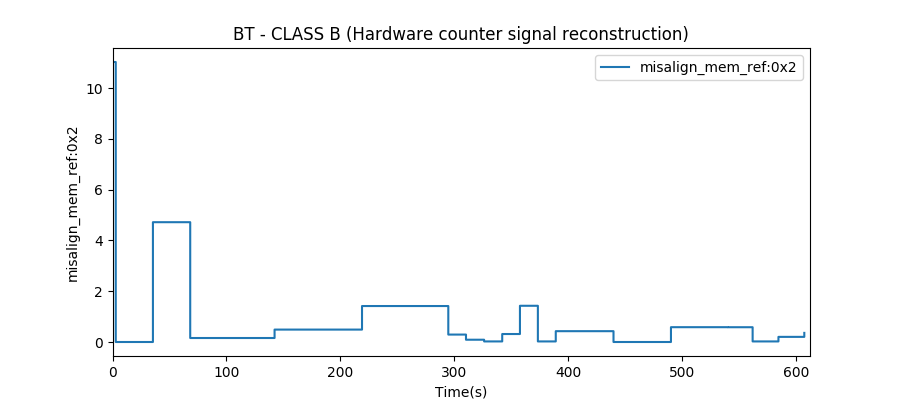 BT - CLASS B (Hardware counter signal reconstruction)
misalign_mem_ref:0x2
misalign_mem_ref:0x2
10
8
6
4
2
0
0 100 200 300 400 500 600
Time(s)